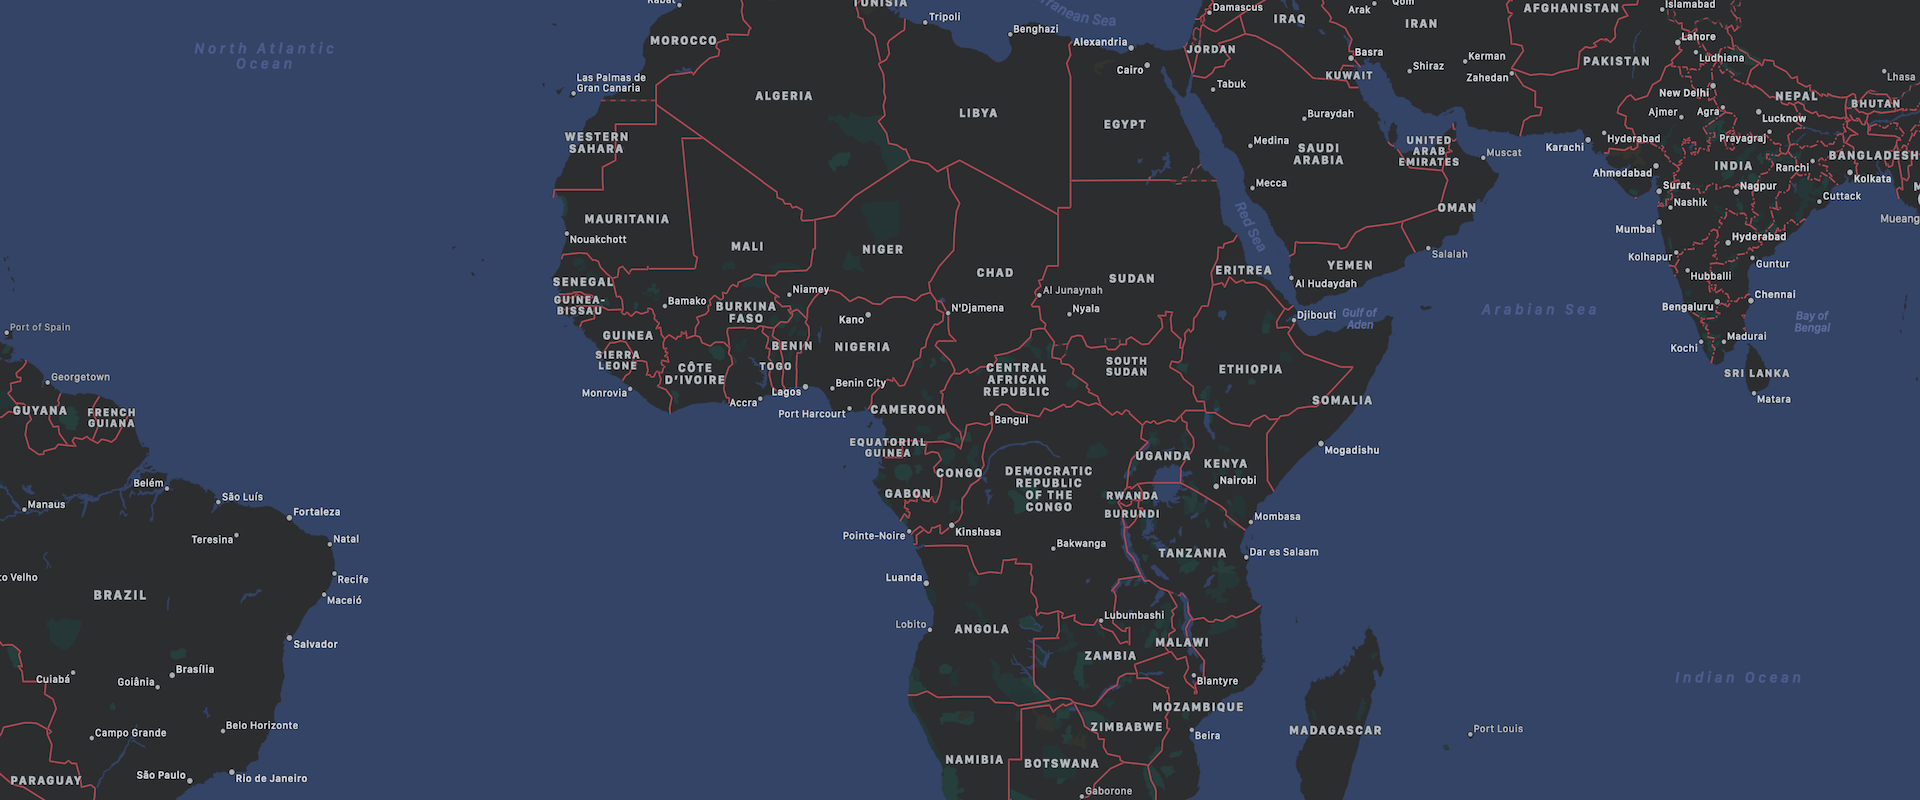 Rabat
TUNISIA
Tripoli
Mediterranean Sea
Damascus
IRAQ
Arak
Qom
IRAN
AFGHANISTAN
Islamabad
North Atlantic
Ocean
MOROCCO
Benghazi
Alexandria
Cairo
JORDAN
Basra
KUWAIT
Shiraz
Kerman
Zahedan
PAKISTAN
Lahore
Ludhiana
Lhasa
Las Palmas de
Gran Canaria
ALGERIA
LIBYA
EGYPT
Tabuk
Buraydah
New Delhi
NEPAL
BHUTAN
Ajmer
Agra
Lucknow
WESTERN
SAHARA
Medina
SAUDI
ARABIA
UNITED
ARAB
EMIRATES
Muscat
Karachi
Hyderabad
Prayagraj
BANGLADESH
Ahmedabad
INDIA
Ranchi
Kolkata
Mecca
Surat
Nagpur
Nashik
Cuttack
MAURITANIA
Nouakchott
MALI
NIGER
CHAD
SUDAN
Red Sea
OMAN
Mumbai
Hyderabad
Mueang
ERITREA
YEMEN
Salalah
Kolhapur
Guntur
SENEGAL
Al Hudaydah
Hubballi
GUINEA-
BISSAU
Bamako
BURKINA
FASO
Niamey
Kano
N'Djamena
Al Junaynah
Nyala
Djibouti
Gulf of
Aden
Arabian Sea
Bengaluru
Chennai
Bay of
Bengal
Port of Spain
GUINEA
SIERRA
LEONE
CÔTE
D'IVOIRE
BENIN
TOGO
NIGERIA
CENTRAL
AFRICAN
REPUBLIC
SOUTH
SUDAN
ETHIOPIA
Kochi
Madurai
SRI LANKA
Matara
Georgetown
GUYANA
FRENCH
GUIANA
Monrovia
Accra
Lagos
Benin City
Port Harcourt
CAMEROON
Bangui
SOMALIA
Mogadishu
EQUATORIAL
GUINEA
CONGO
GABON
DEMOCRATIC
REPUBLIC
OF THE
CONGO
UGANDA
KENYA
Nairobi
RWANDA
BURUNDI
Belém
São Luís
Manaus
Fortaleza
Teresina
Natal
Pointe-Noire
Kinshasa
Bakwanga
Mombasa
TANZANIA
Dar es Salaam
to Velho
BRAZIL
Recife
Maceió
Luanda
Lobito
ANGOLA
Lubumbashi
ZAMBIA
MALAWI
Blantyre
Salvador
Cuiabá
Goiânia
Brasília
Indian Ocean
Campo Grande
Belo Horizonte
MOZAMBIQUE
ZIMBABWE
Beira
MADAGASCAR
Port Louis
PARAGUAY
São Paulo
Rio de Janeiro
NAMIBIA
BOTSWANA
Gaborone